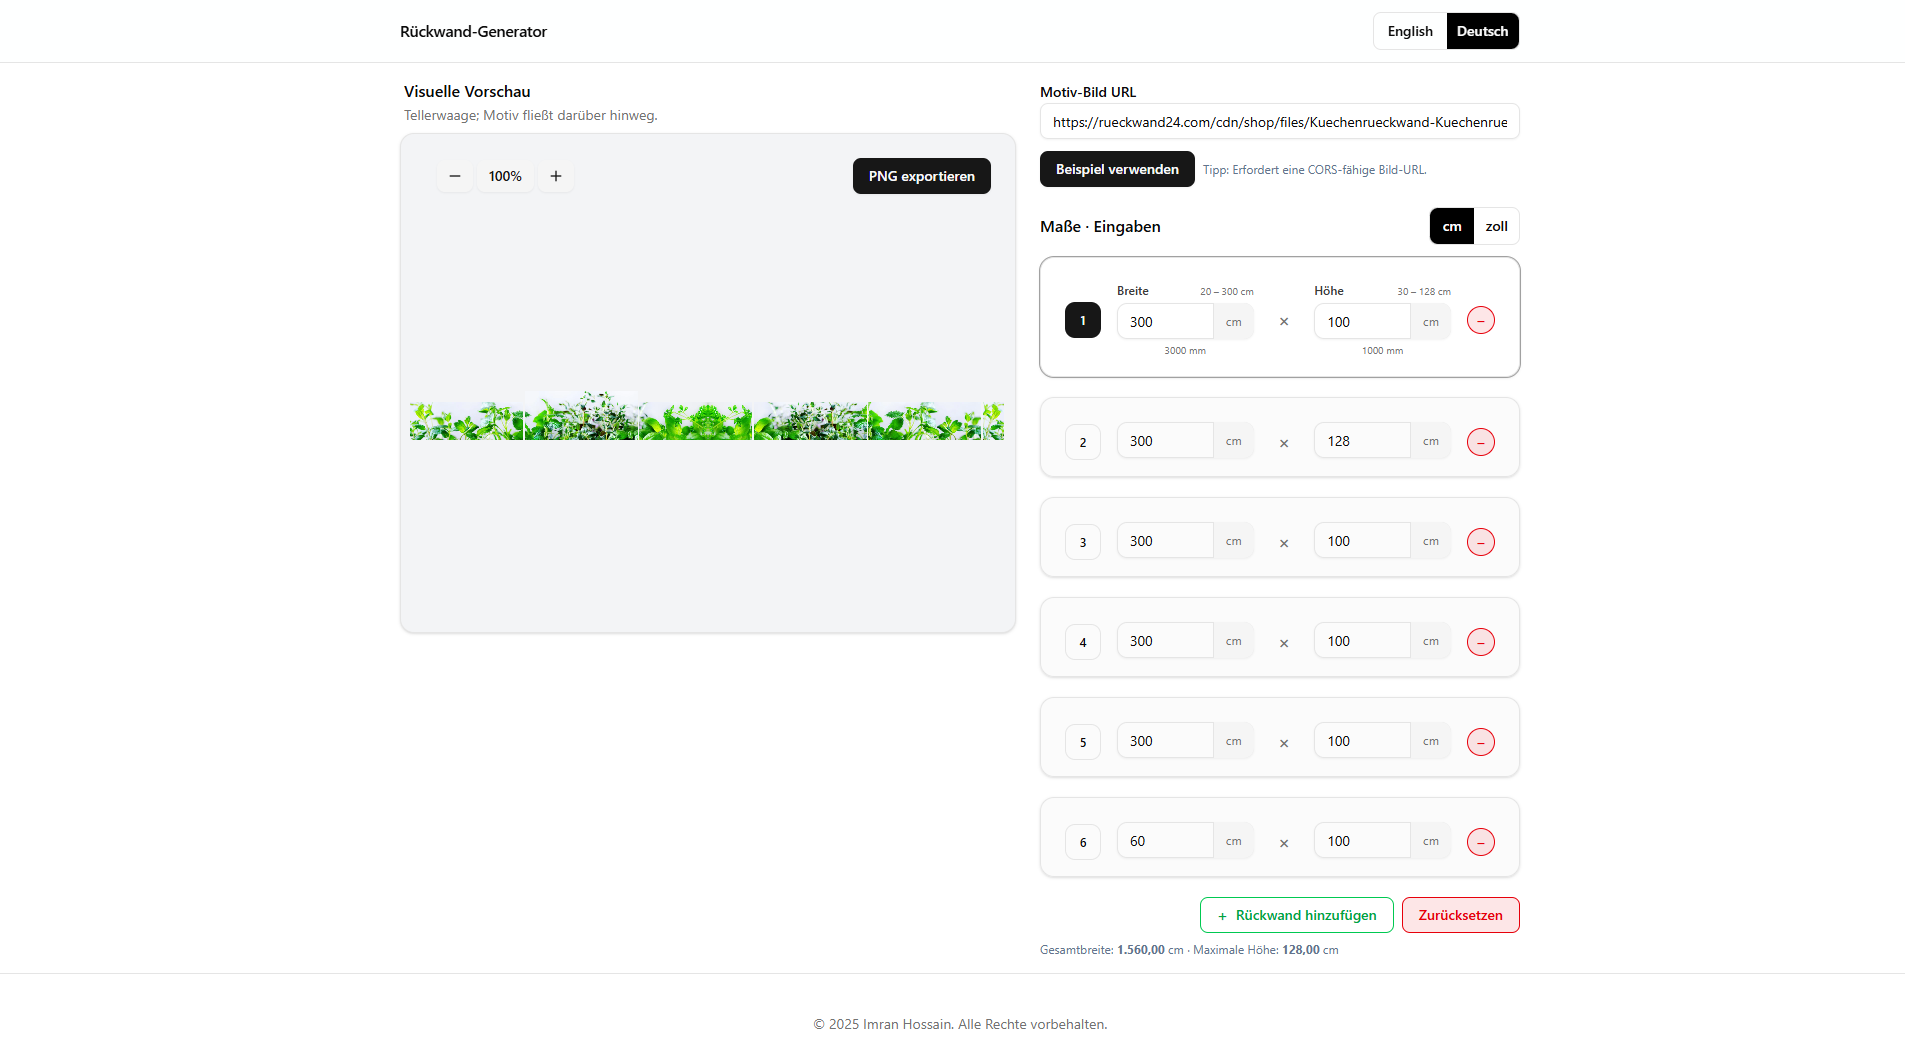 Rückwand-Generator
English Deutsch
Visuelle Vorschau
Tellerwaage; Motiv fließt darüber hinweg.
− 100% +
PNG exportieren
Motiv-Bild URL
https://rueckwand24.com/cdn/shop/files/Kuechenrueckwand-Kuechenrue
Beispiel verwenden Tipp: Erfordert eine CORS-fähige Bild-URL.
Maße · Eingaben
cm zoll
Breite 20 – 300 cm Höhe 30 – 128 cm
1 300 cm × 100 cm −
3000 mm 1000 mm
2 300 cm × 128 cm −
3 300 cm × 100 cm −
4 300 cm × 100 cm −
5 300 cm × 100 cm −
6 60 cm × 100 cm −
+ Rückwand hinzufügen Zurücksetzen
Gesamtbreite: 1.560,00 cm · Maximale Höhe: 128,00 cm
© 2025 Imran Hossain. Alle Rechte vorbehalten.